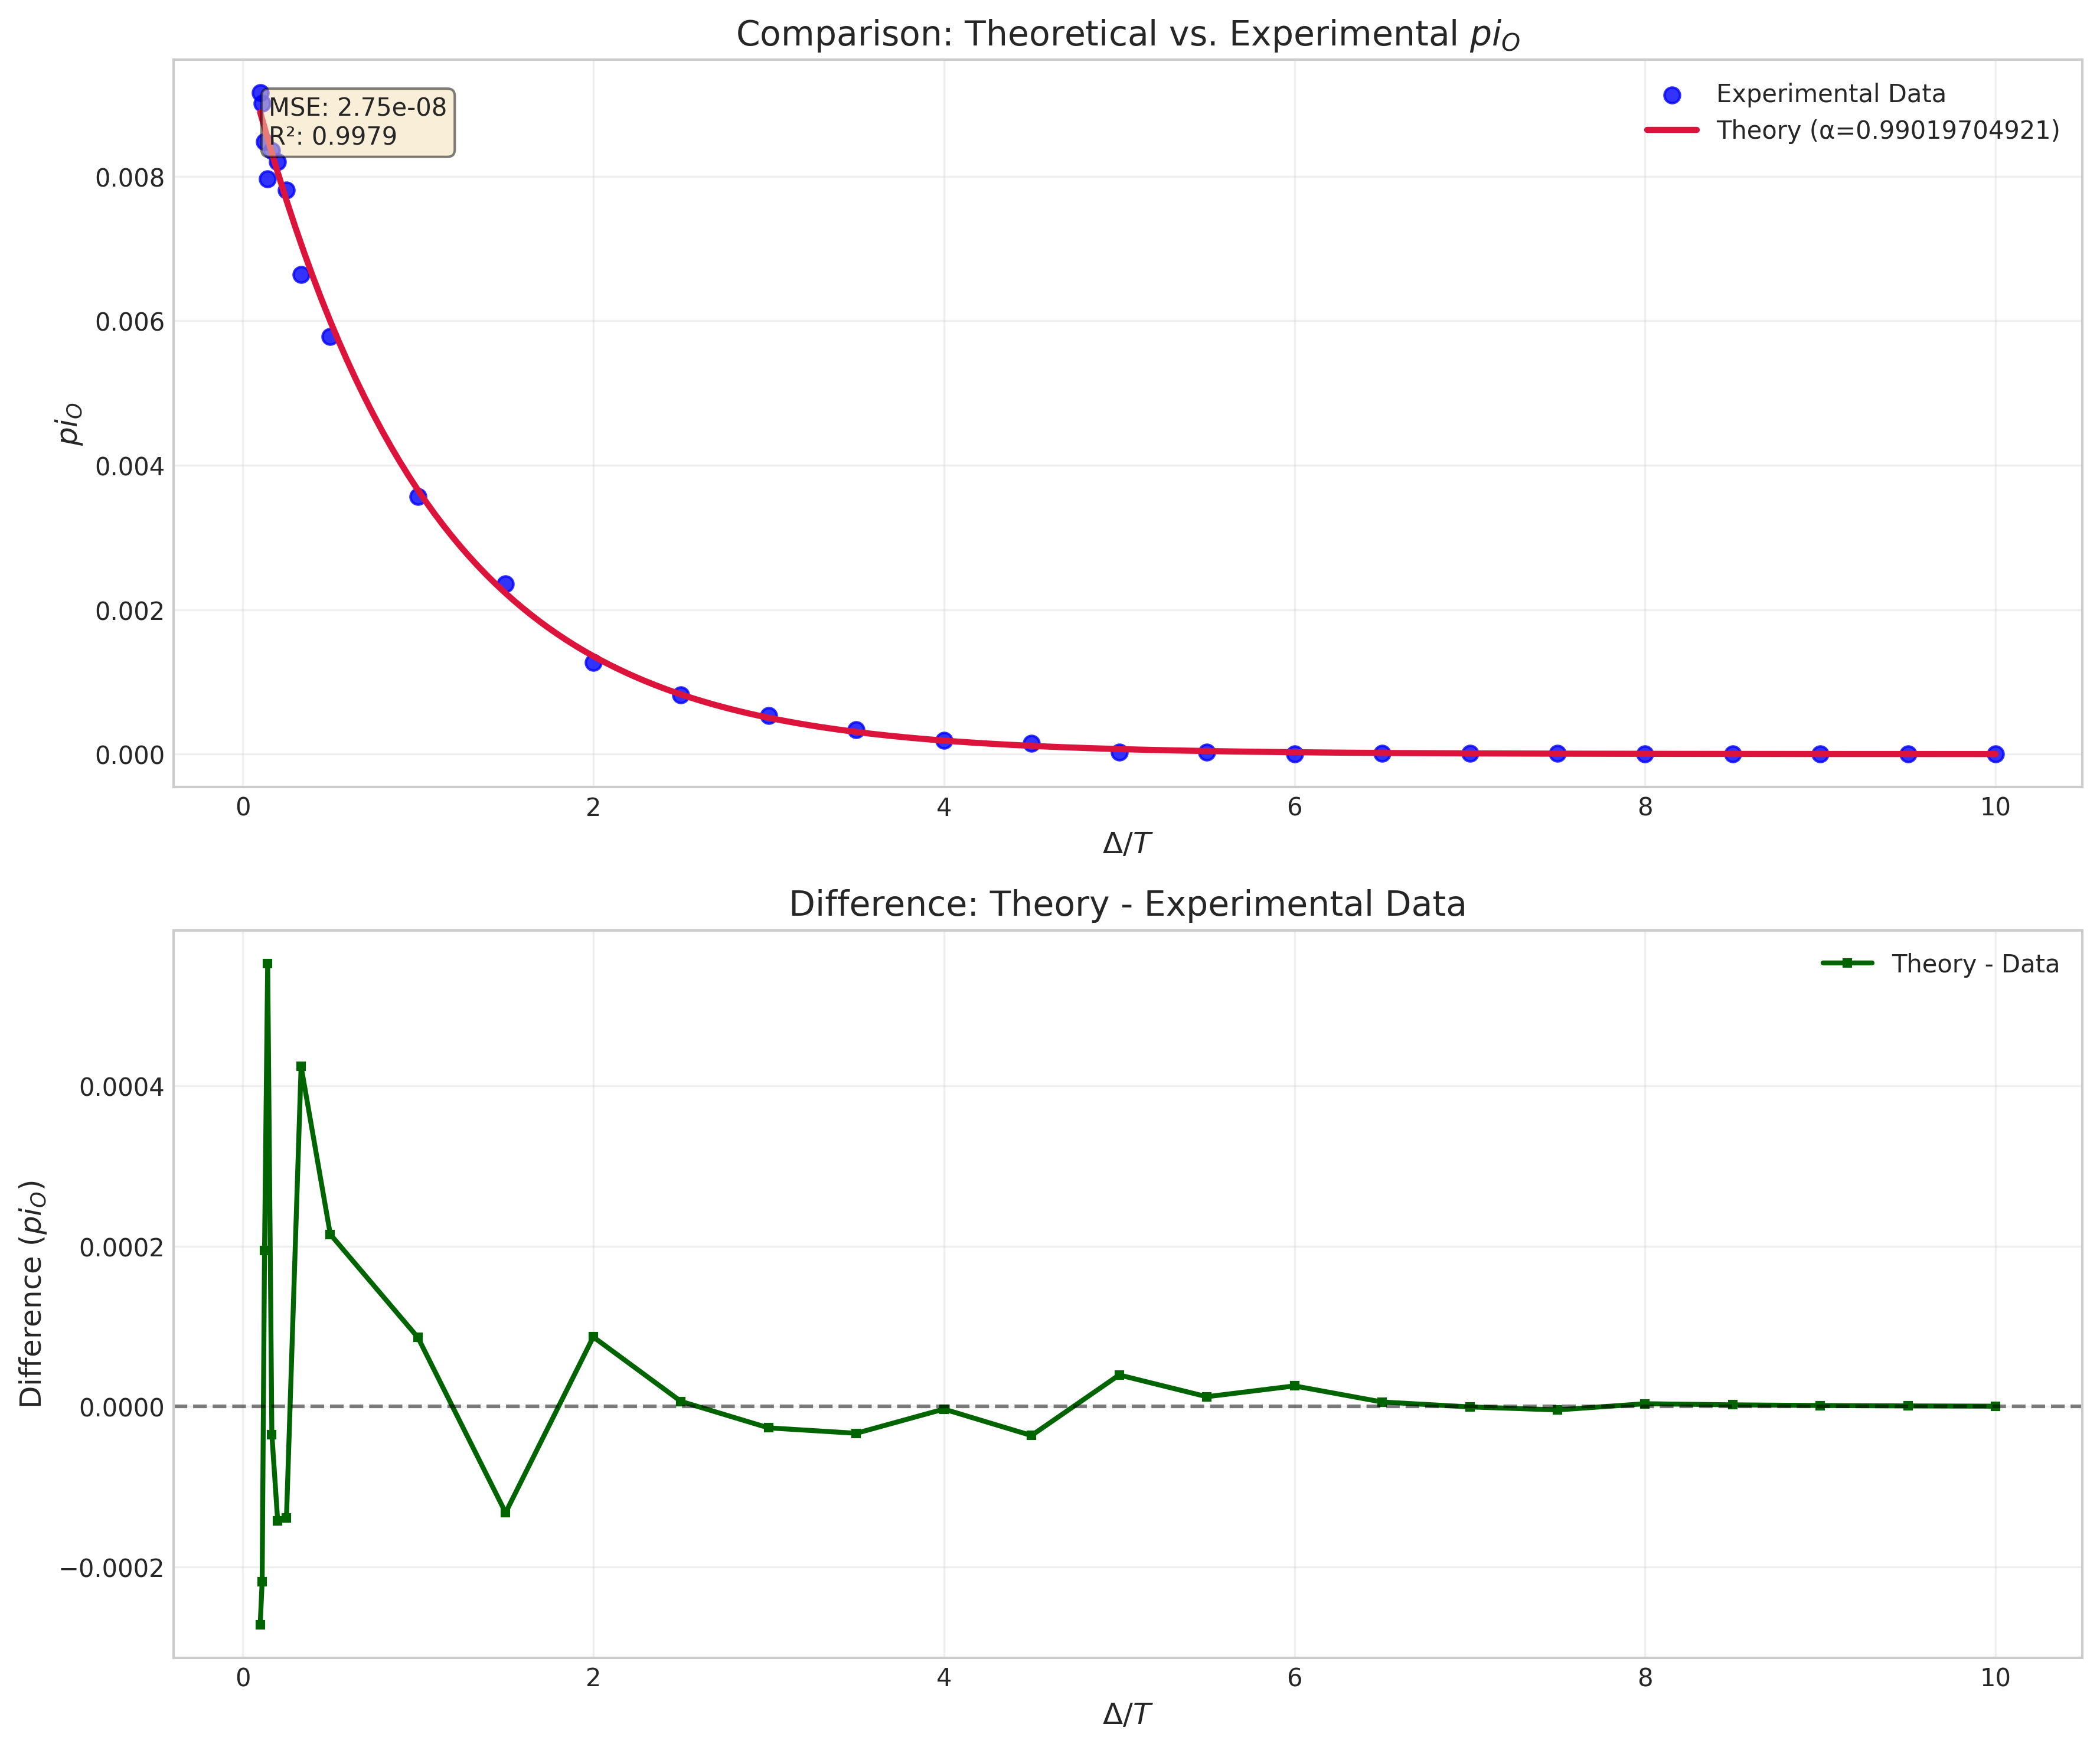 Comparison: Theoretical vs. Experimental pi_O
MSE: 2.75e-08
R²: 0.9979
Experimental Data
Theory (α=0.99019704921)
pi_O
0.008
0.006
0.004
0.002
0.000
0 2 4 6 8 10
Δ/T
Difference: Theory - Experimental Data
Theory - Data
Difference (pi_O)
0.0004
0.0002
0.0000
−0.0002
0 2 4 6 8 10
Δ/T